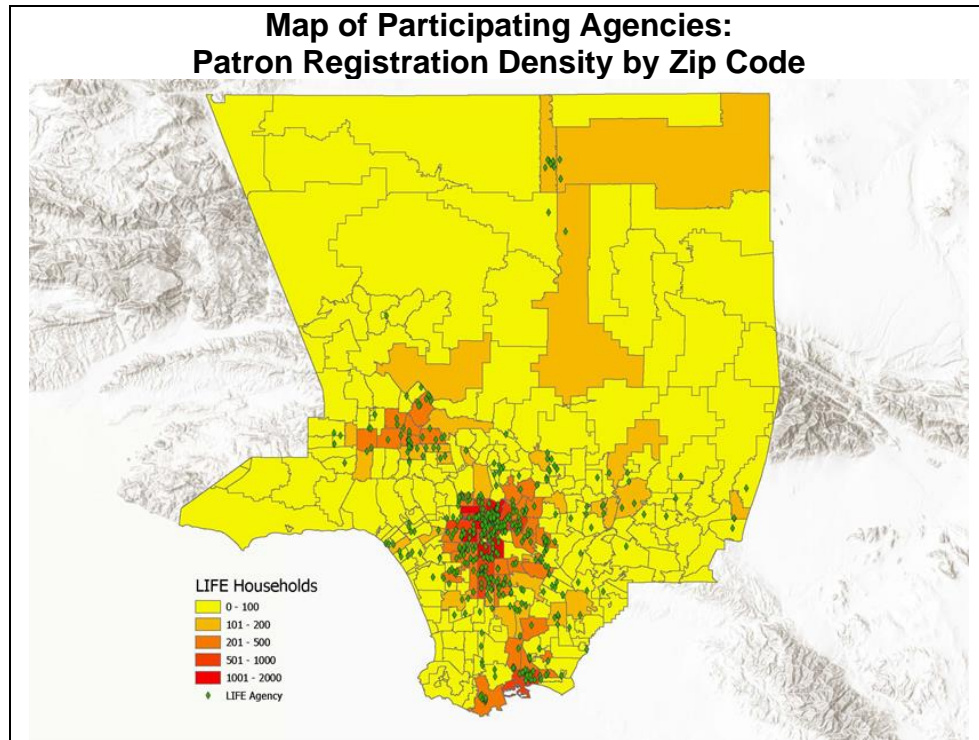 Map of Participating Agencies:
Patron Registration Density by Zip Code
LIFE Households
0 - 100
101 - 200
201 - 500
501 - 1000
1001 - 2000
LIFE Agency